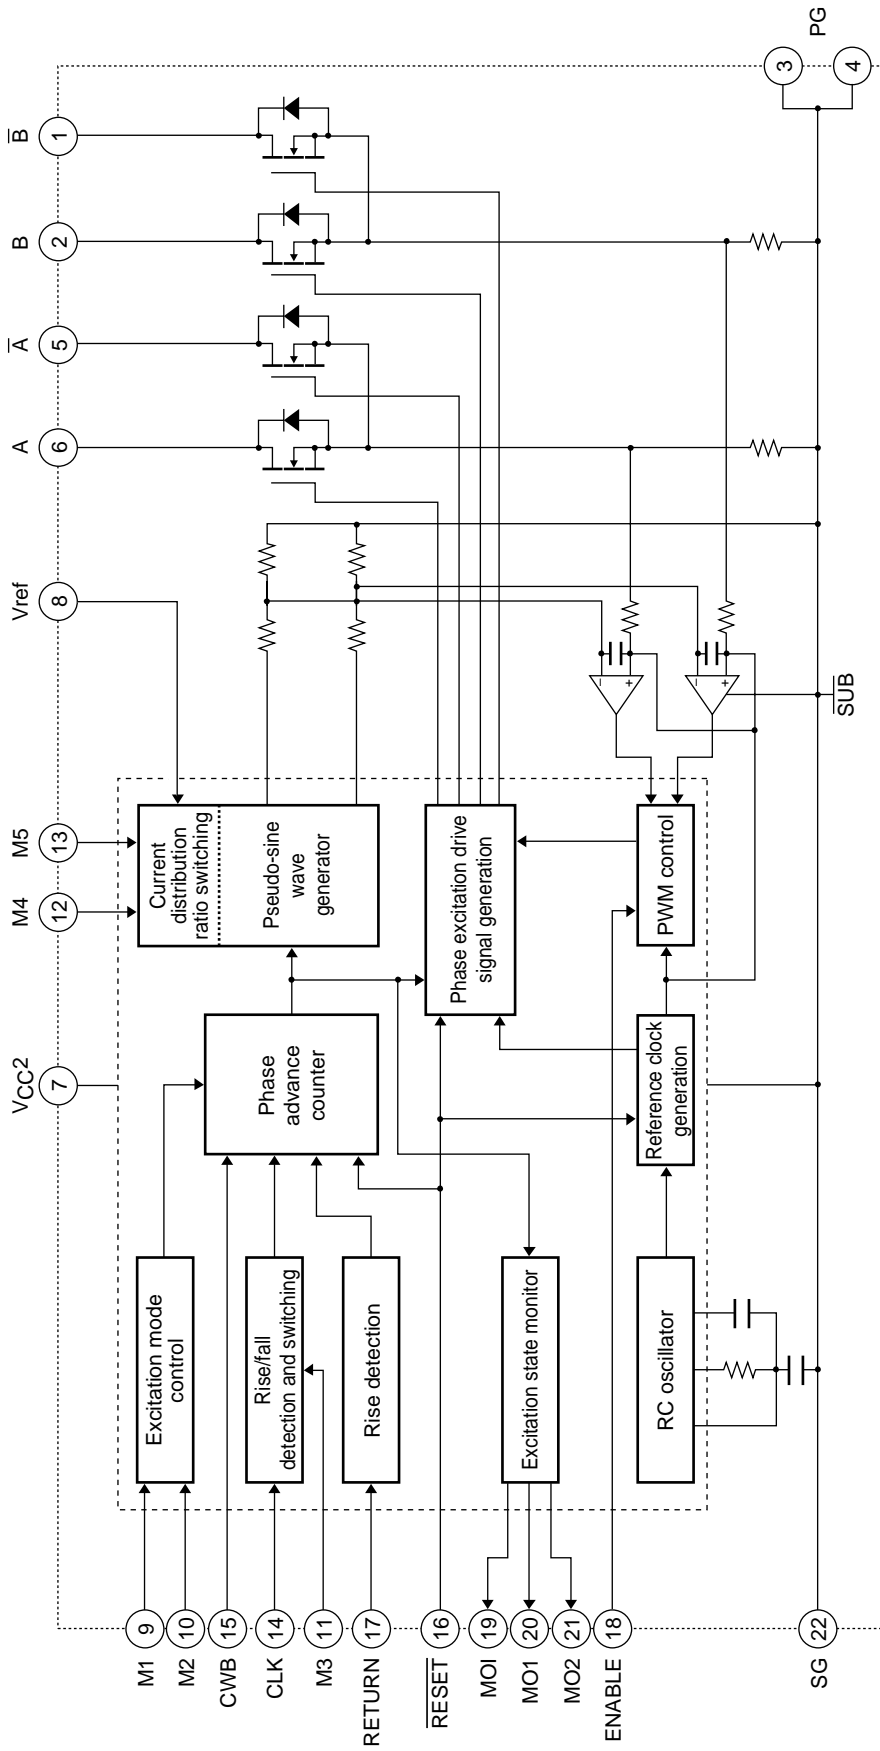 VCC2
7
M4
12
M5
13
Vref
8
A
6
A
5
B
2
B
1
Excitation mode
control
Phase
advance
counter
Current
distribution
ratio switching
Pseudo-sine
wave
generator
Rise/fall
detection and switching
Rise detection
Phase excitation drive
signal generation
Excitation state monitor
RC oscillator
Reference clock
generation
PWM control
−
+
−
+
SUB
M1
9
M2
10
CWB
15
CLK
14
M3
11
RETURN
17
RESET
16
MOI
19
MO1
20
MO2
21
ENABLE
18
SG
22
3
4
PG